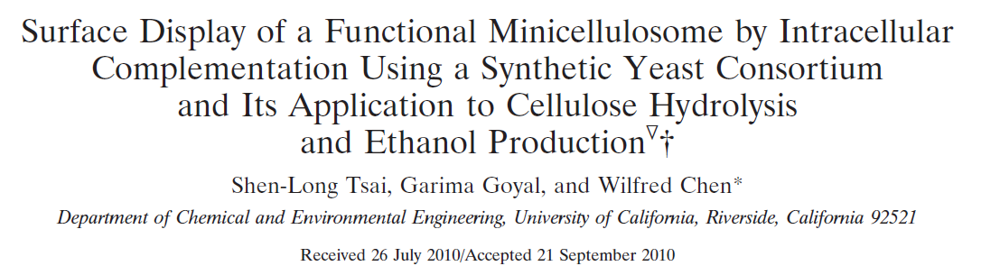 Surface Display of a Functional Minicellulosome by Intracellular
Complementation Using a Synthetic Yeast Consortium
and Its Application to Cellulose Hydrolysis
and Ethanol Production▽†
Shen-Long Tsai, Garima Goyal, and Wilfred Chen*
Department of Chemical and Environmental Engineering, University of California, Riverside, California 92521
Received 26 July 2010/Accepted 21 September 2010